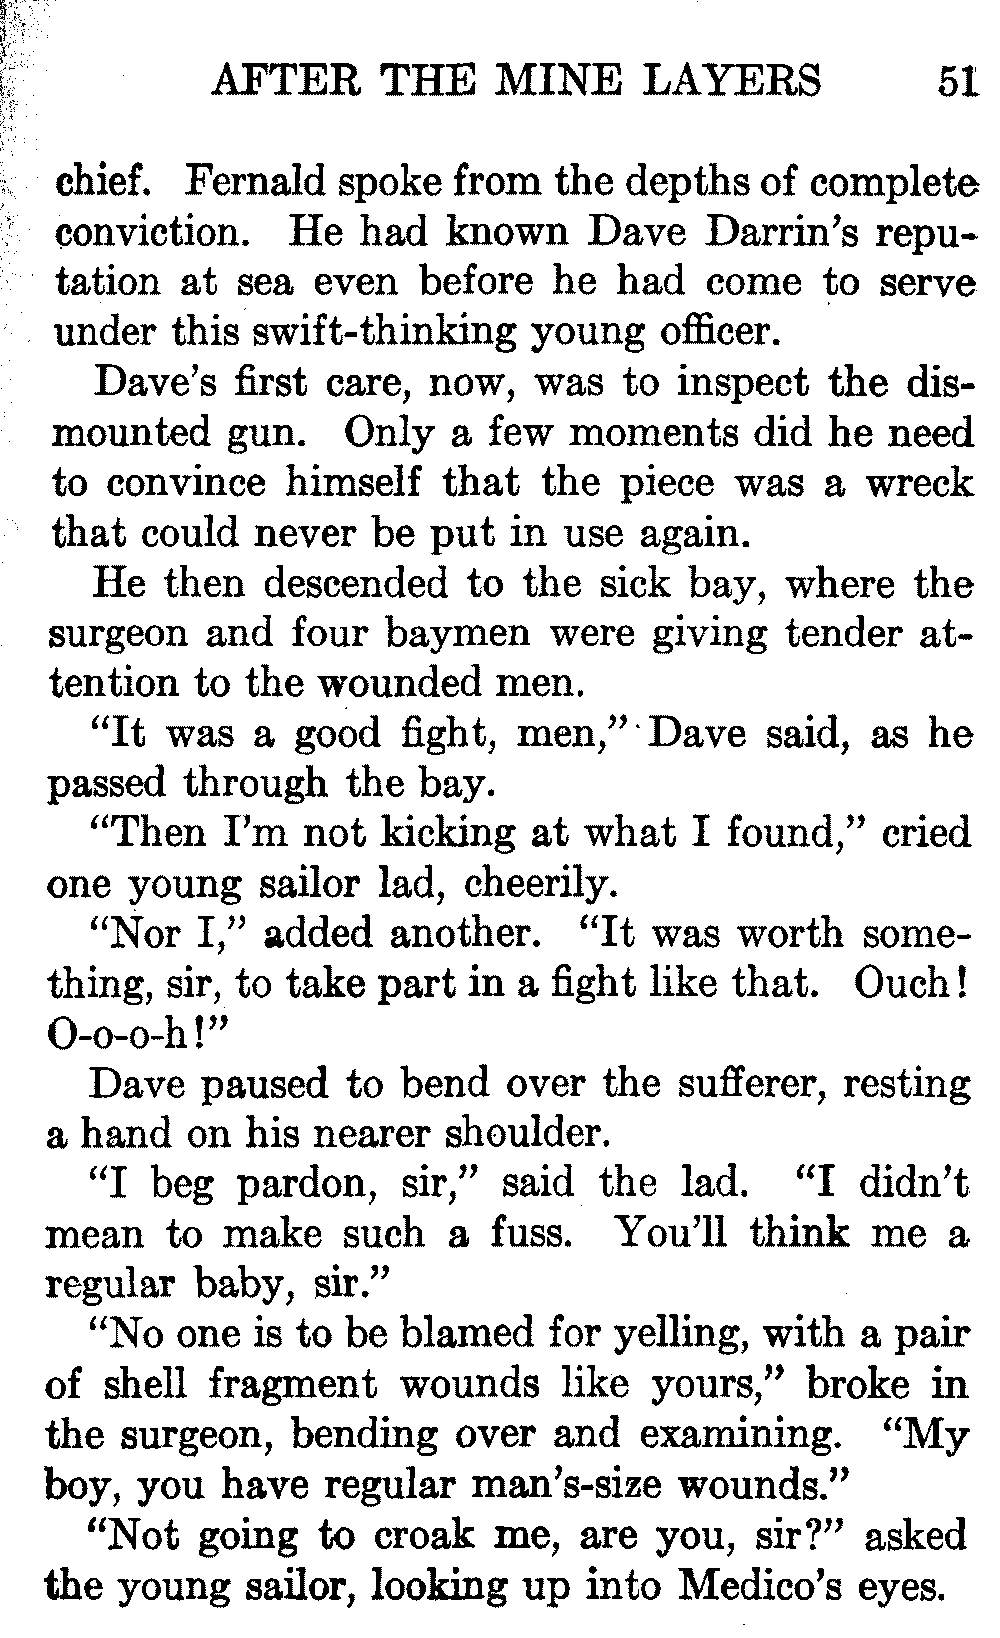 AFTER THE MINE LAYERS 51
chief. Fernald spoke from the depths of complete
conviction. He had known Dave Darrin's repu-
tation at sea even before he had come to serve
under this swift-thinking young officer.
Dave's first care, now, was to inspect the dis-
mounted gun. Only a few moments did he need
to convince himself that the piece was a wreck
that could never be put in use again.
He then descended to the sick bay, where the
surgeon and four baymen were giving tender at-
tention to the wounded men.
"It was a good fight, men," Dave said, as he
passed through the bay.
"Then I'm not kicking at what I found," cried
one young sailor lad, cheerily.
"Nor I," added another. "It was worth some-
thing, sir, to take part in a fight like that. Ouch!
O-o-o-h!"
Dave paused to bend over the sufferer, resting
a hand on his nearer shoulder.
"I beg pardon, sir," said the lad. "I didn't
mean to make such a fuss. You'll think me a
regular baby, sir."
"No one is to be blamed for yelling, with a pair
of shell fragment wounds like yours," broke in
the surgeon, bending over and examining. "My
boy, you have regular man's-size wounds."
"Not going to croak me, are you, sir?" asked
the young sailor, looking up into Medico's eyes.